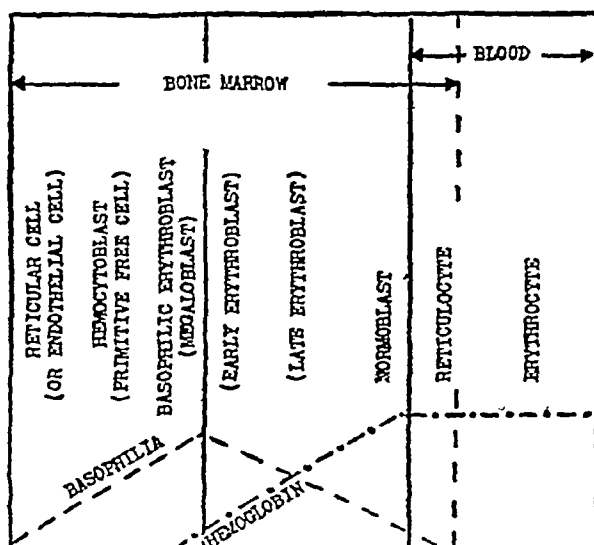 BLOOD
BONE MARROW
RETICULAR CELL
(OR ENDOTHELIAL CELL)
HEMOCYTOBLAST
(PRIMITIVE FREE CELL)
BASOPHILIC ERYTHROBLAST
(MEGALOBLAST)
(EARLY ERYTHROBLAST)
(LATE ERYTHROBLAST)
NORMOBLAST
RETICULOCYTE
ERYTHROCYTE
BASOPHILIA
HEMOGLOBIN